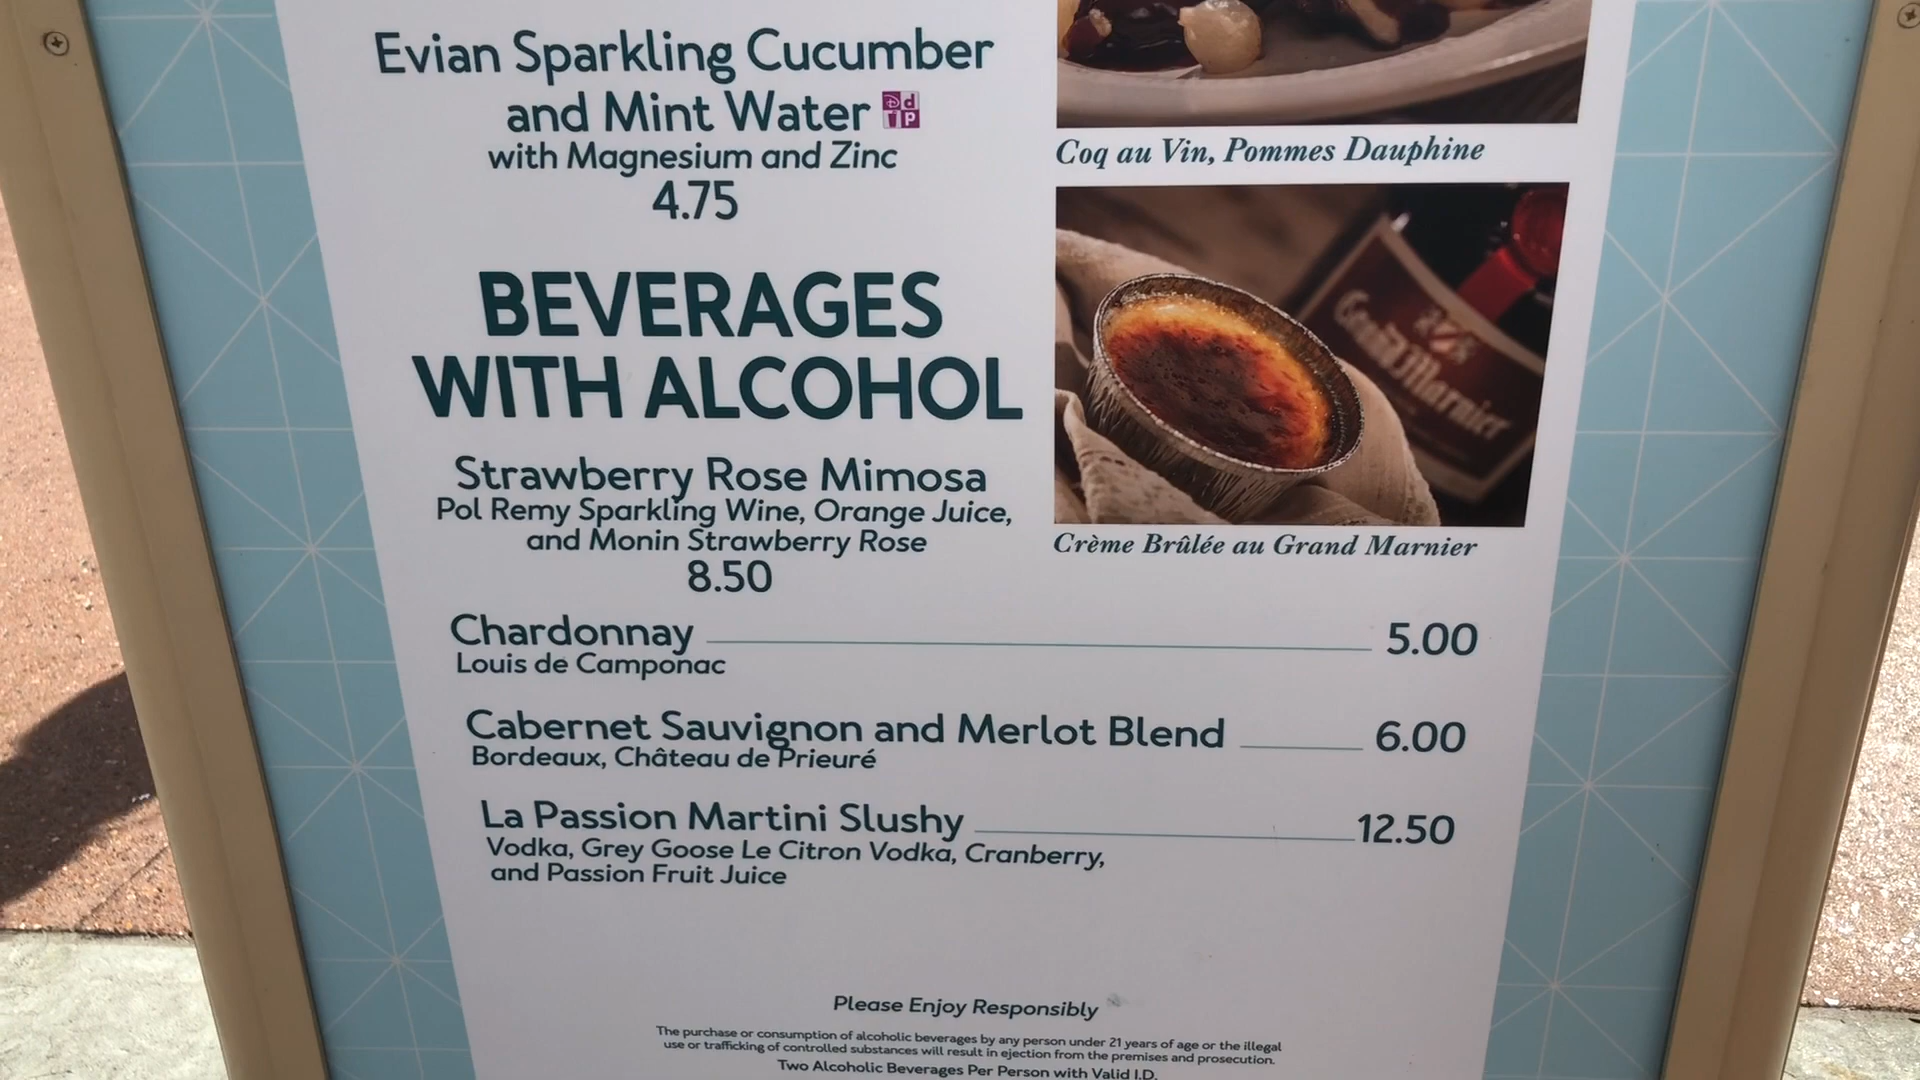 Evian Sparkling Cucumber
and Mint Water
with Magnesium and Zinc
4.75
Coq au Vin, Pommes Dauphine
BEVERAGES
WITH ALCOHOL
Grand Marnier
Crème Brûlée au Grand Marnier
Strawberry Rose Mimosa
Pol Remy Sparkling Wine, Orange Juice,
and Monin Strawberry Rose
8.50
Chardonnay 5.00
Louis de Camponac
Cabernet Sauvignon and Merlot Blend 6.00
Bordeaux, Château de Prieuré
La Passion Martini Slushy 12.50
Vodka, Grey Goose Le Citron Vodka, Cranberry,
and Passion Fruit Juice
Please Enjoy Responsibly
The purchase or consumption of alcoholic beverages by any person under 21 years of age or the illegal
use or trafficking of controlled substances will result in ejection from the premises and prosecution.
Two Alcoholic Beverages Per Person with Valid I.D.